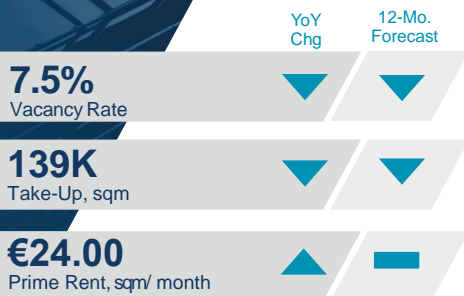 YoY
Chg
12-Mo.
Forecast
7.5%
Vacancy Rate
139K
Take-Up, sqm
€24.00
Prime Rent, sqm/ month